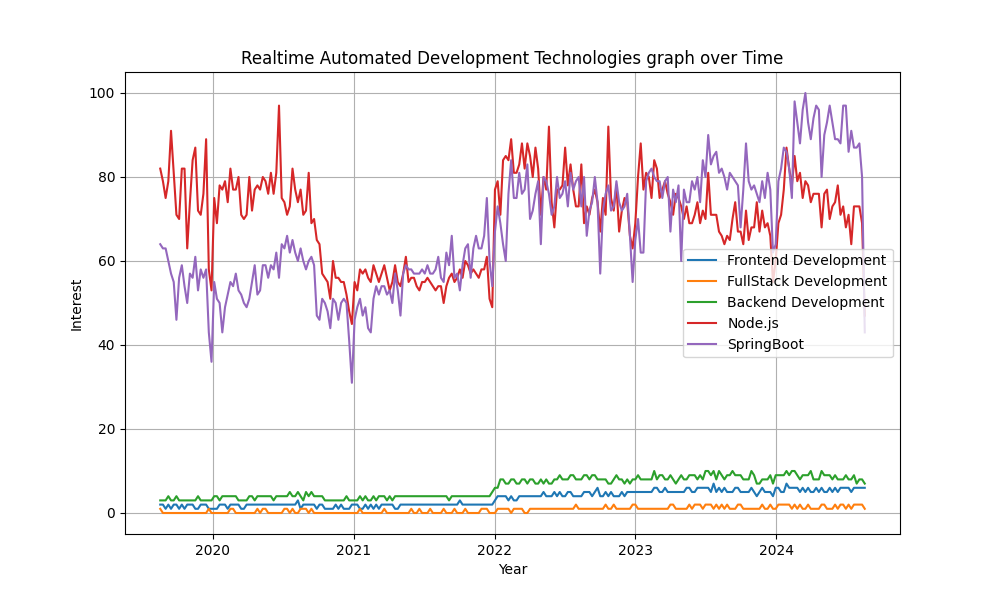 Realtime Automated Development Technologies graph over Time
100
80
60
40
20
0
Interest
Frontend Development
FullStack Development
Backend Development
Node.js
SpringBoot
2020 2021 2022 2023 2024
Year